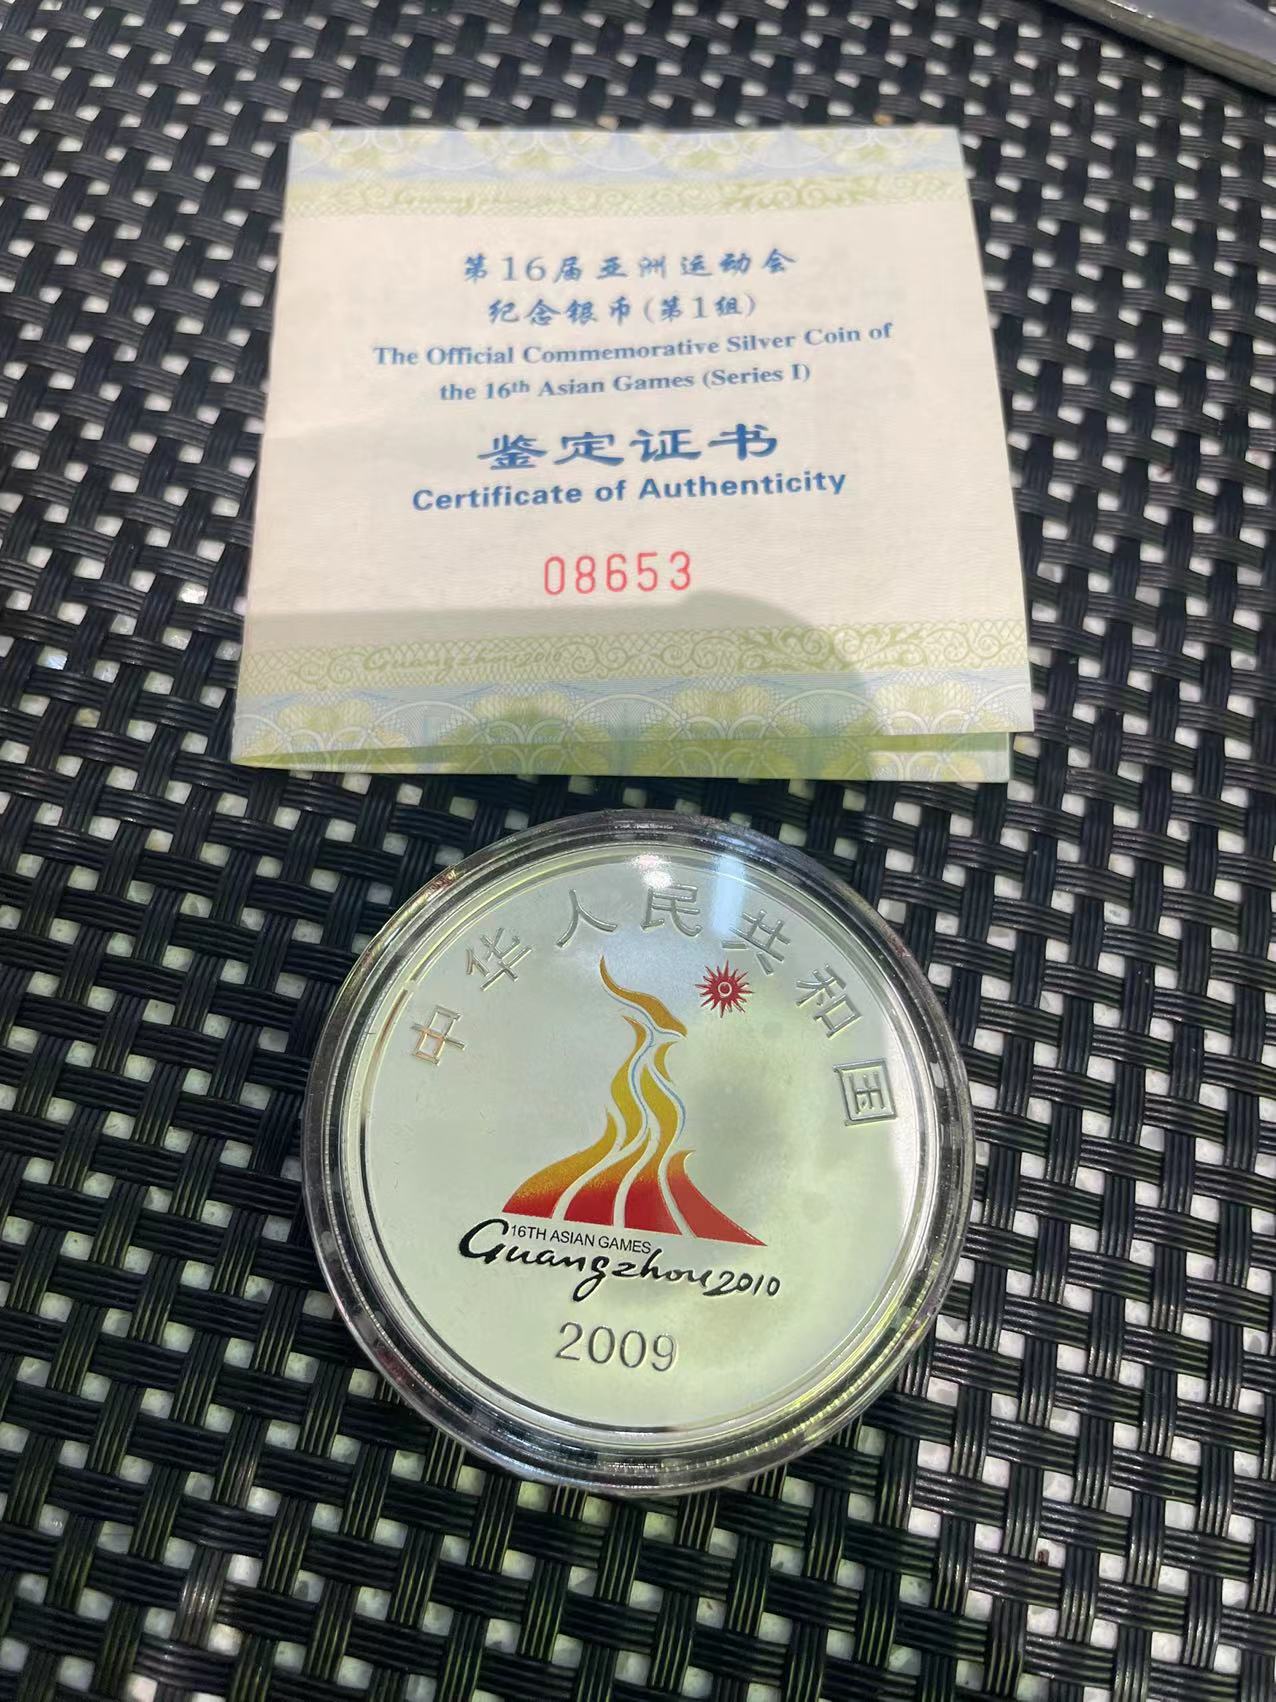 第16届亚洲运动会
纪念银币(第1组)
The Official Commemorative Silver Coin of
the 16th Asian Games (Series I)
鉴定证书
Certificate of Authenticity
08653
Guangzhou2010
中华人民共和国
16TH ASIAN GAMES
Guangzhou2010
2009